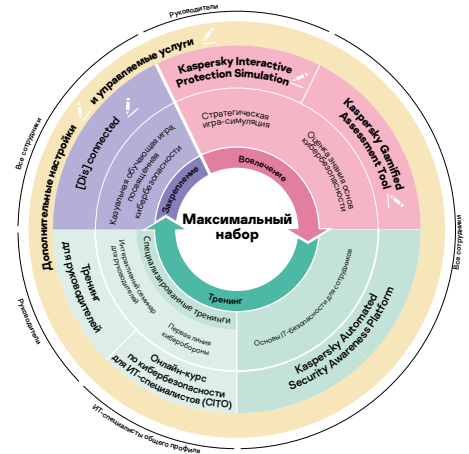 Руководители
Все сотрудники
Все сотрудники
Руководители
ИТ-специалисты общего профиля
Дополнительные настройки
и управляемые услуги
Kaspersky Interactive
Protection Simulation
Стратегическая
игра-симуляция
Kaspersky Gamified
Assessment Tool
Оценка знания основ
кибербезопасности
[Dis]connected
Казуальная обучающая игра,
посвященная
кибербезопасности
Закрепление
Вовлечение
Максимальный
набор
Тренинг
Специализированные тренинги
Интерактивный семинар
для руководителей
Тренинг
для руководителей
Первая линия
киберобороны
Онлайн-курс
по кибербезопасности
для ИТ-специалистов (CITO)
Основы IT-безопасности для сотрудников
Kaspersky Automated
Security Awareness Platform